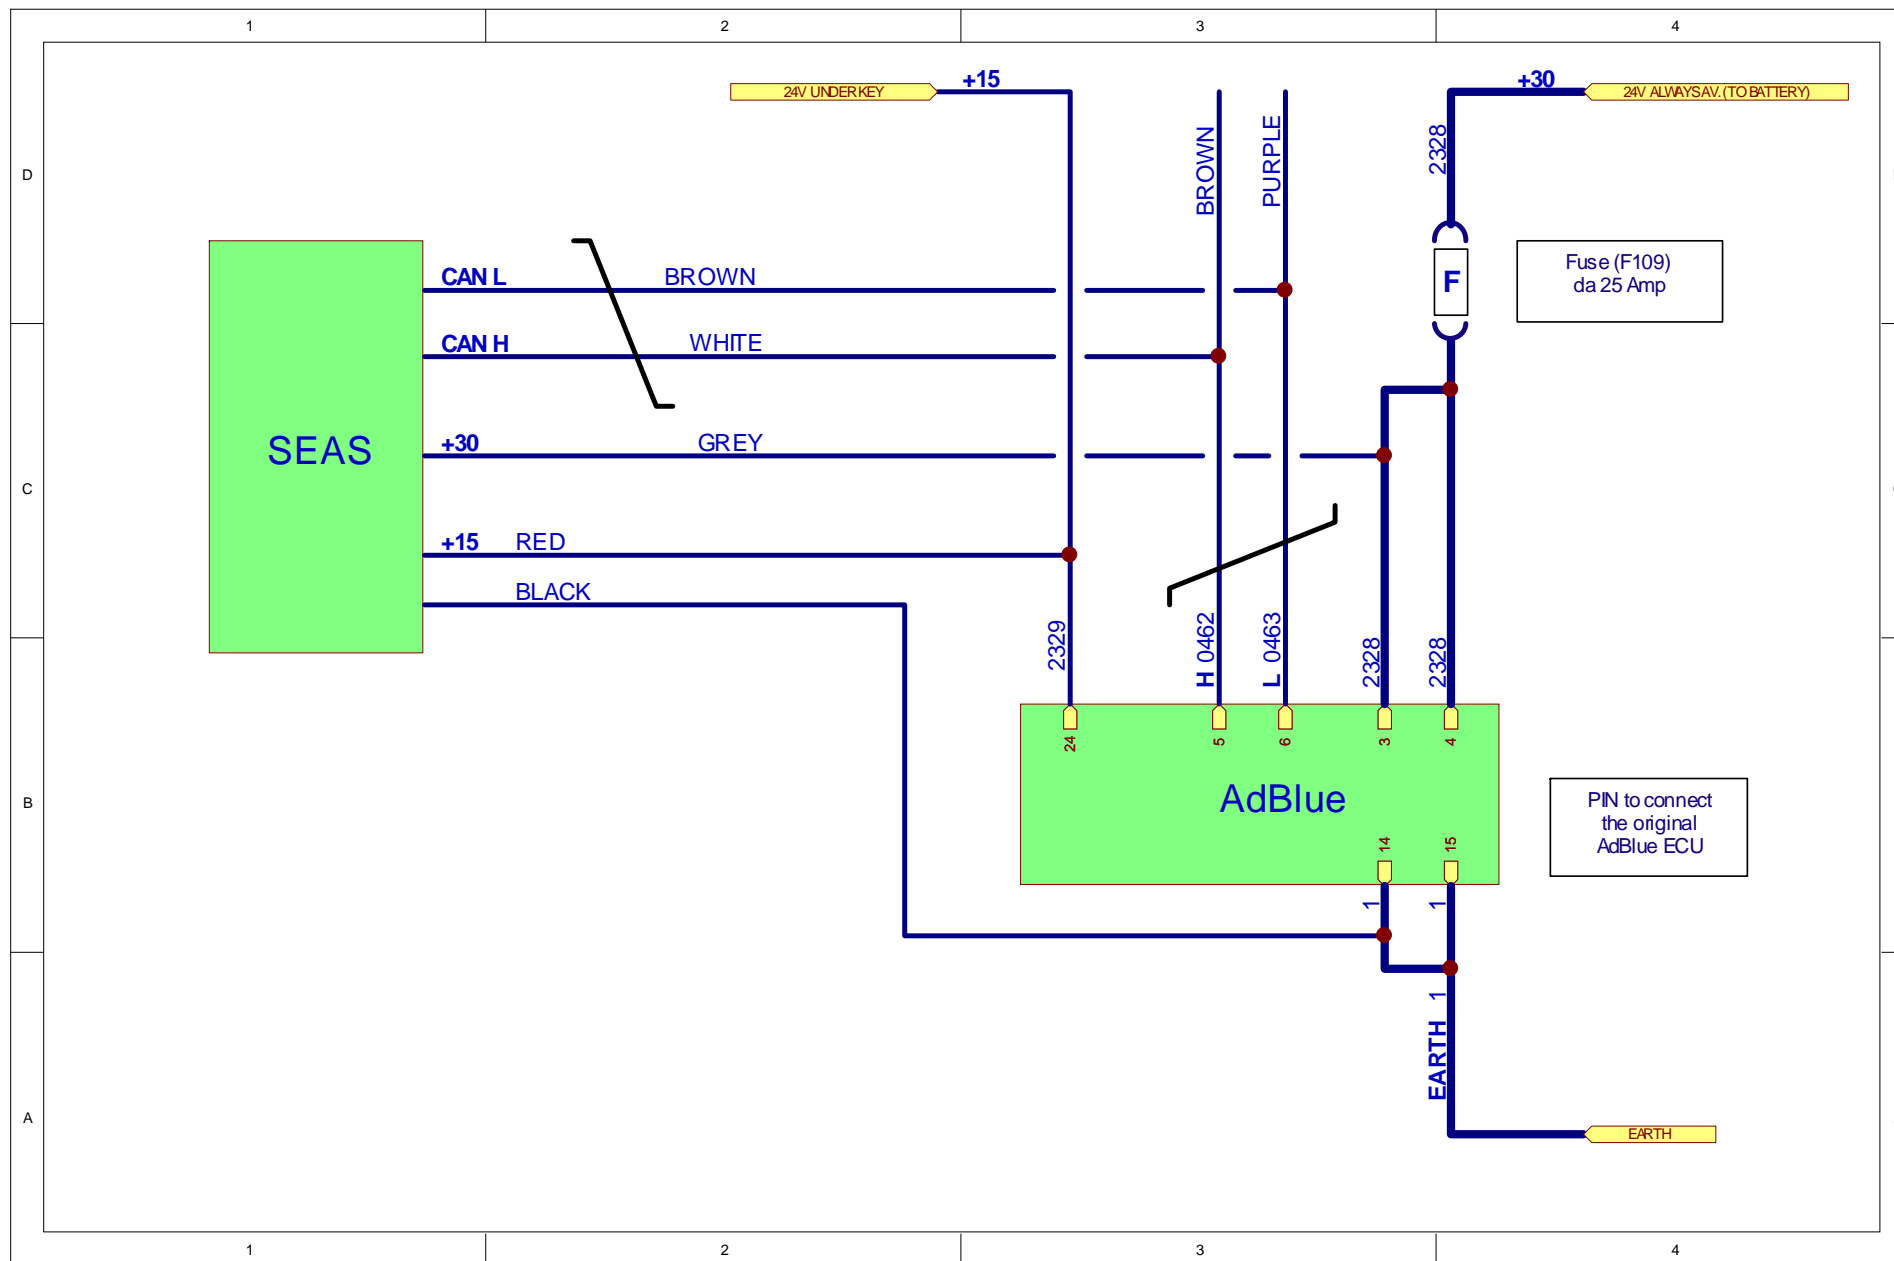 1 2 3 4
24V UNDERKEY
+15
+30
24V ALWAYSAV. (TO BATTERY)
BROWN
PURPLE
2328
D
CAN L
BROWN
F
Fuse (F109)
da 25 Amp
CAN H
WHITE
SEAS
+30
GREY
C
+15
RED
BLACK
2329
H 0462
L 0463
2328
2328
24
5
6
3
4
AdBlue
B
PIN to connect
the original
AdBlue ECU
14
15
1
1
1
EARTH
A
EARTH
1 2 3 4